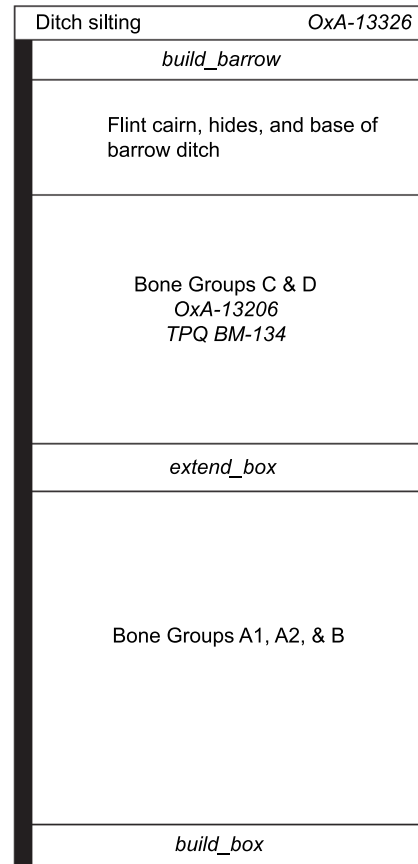 Ditch silting OxA-13326
build_barrow
Flint cairn, hides, and base of
barrow ditch
Bone Groups C & D
OxA-13206
TPQ BM-134
extend_box
Bone Groups A1, A2, & B
build_box